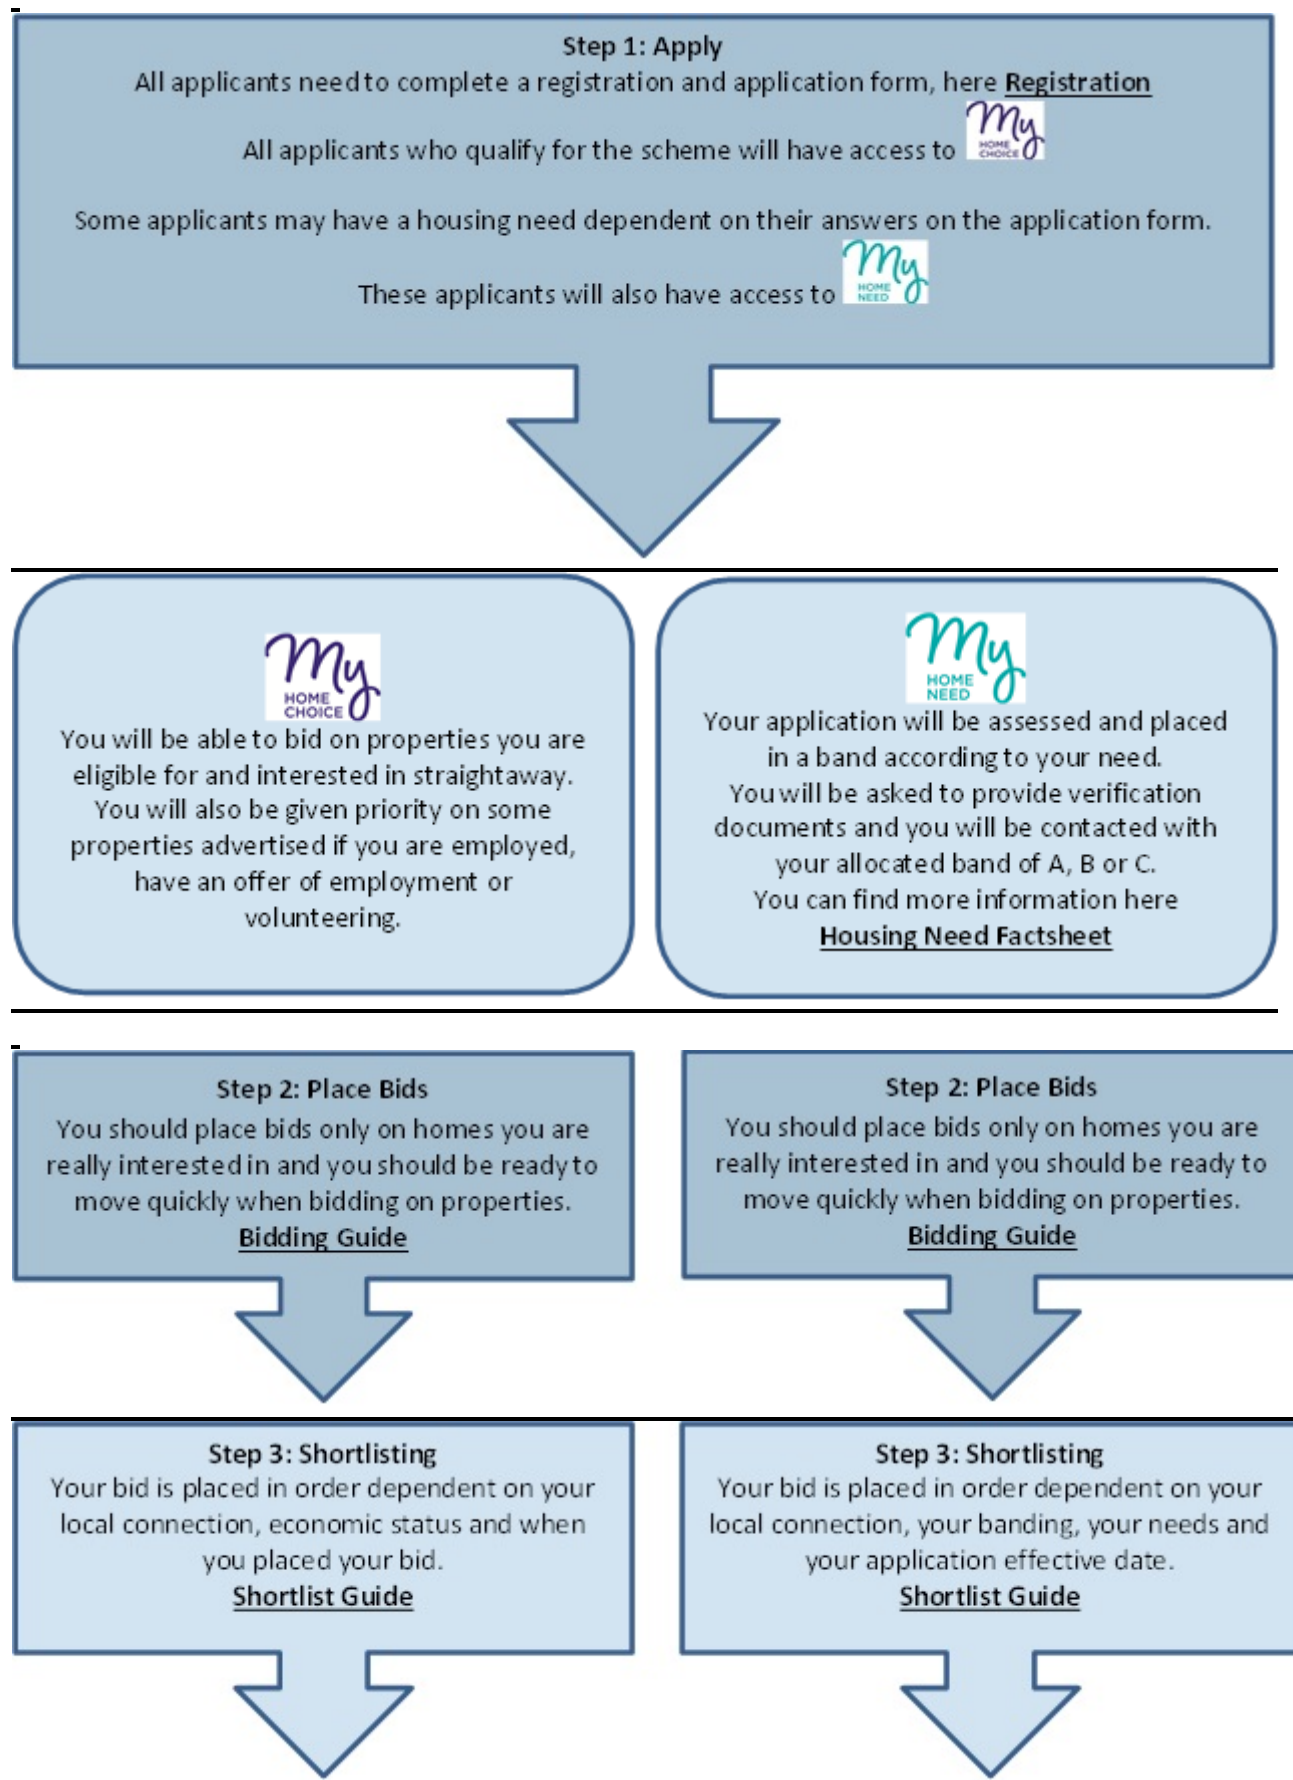 Step 1: Apply
All applicants need to complete a registration and application form, here Registration
All applicants who qualify for the scheme will have access to My HOME CHOICE
Some applicants may have a housing need dependent on their answers on the application form.
These applicants will also have access to My HOME NEED
My
HOME
CHOICE
You will be able to bid on properties you are
eligible for and interested in straightaway.
You will also be given priority on some
properties advertised if you are employed,
have an offer of employment or
volunteering.
My
HOME
NEED
Your application will be assessed and placed
in a band according to your need.
You will be asked to provide verification
documents and you will be contacted with
your allocated band of A, B or C.
You can find more information here
Housing Need Factsheet
Step 2: Place Bids
You should place bids only on homes you are
really interested in and you should be ready to
move quickly when bidding on properties.
Bidding Guide
Step 2: Place Bids
You should place bids only on homes you are
really interested in and you should be ready to
move quickly when bidding on properties.
Bidding Guide
Step 3: Shortlisting
Your bid is placed in order dependent on your
local connection, economic status and when
you placed your bid.
Shortlist Guide
Step 3: Shortlisting
Your bid is placed in order dependent on your
local connection, your banding, your needs and
your application effective date.
Shortlist Guide